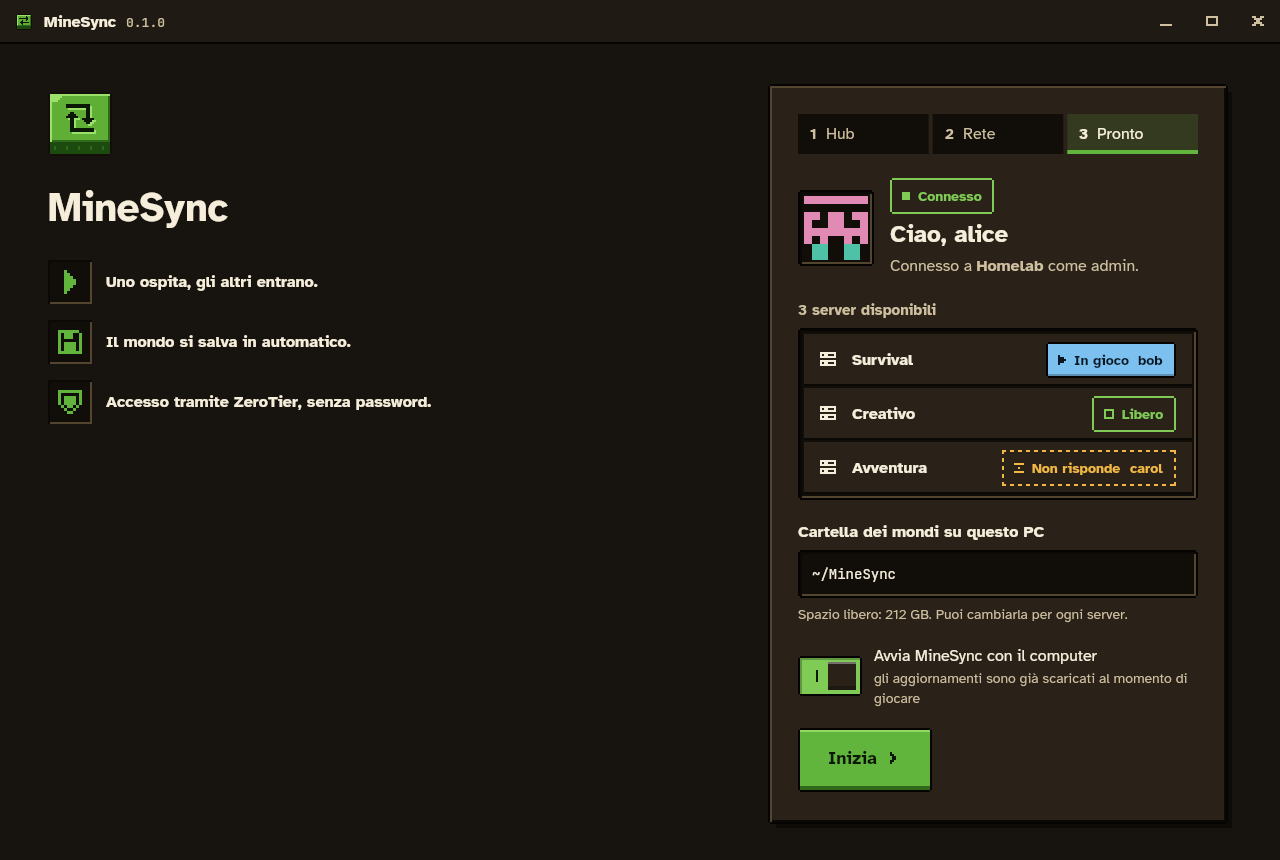 MineSync 0.1.0
MineSync
Uno ospita, gli altri entrano.
Il mondo si salva in automatico.
Accesso tramite ZeroTier, senza password.
1 Hub
2 Rete
3 Pronto
Connesso
Ciao, alice
Connesso a Homelab come admin.
3 server disponibili
Survival
In gioco bob
Creativo
Libero
Avventura
Non risponde carol
Cartella dei mondi su questo PC
~/MineSync
Spazio libero: 212 GB. Puoi cambiarla per ogni server.
Avvia MineSync con il computer
gli aggiornamenti sono già scaricati al momento di
giocare
Inizia